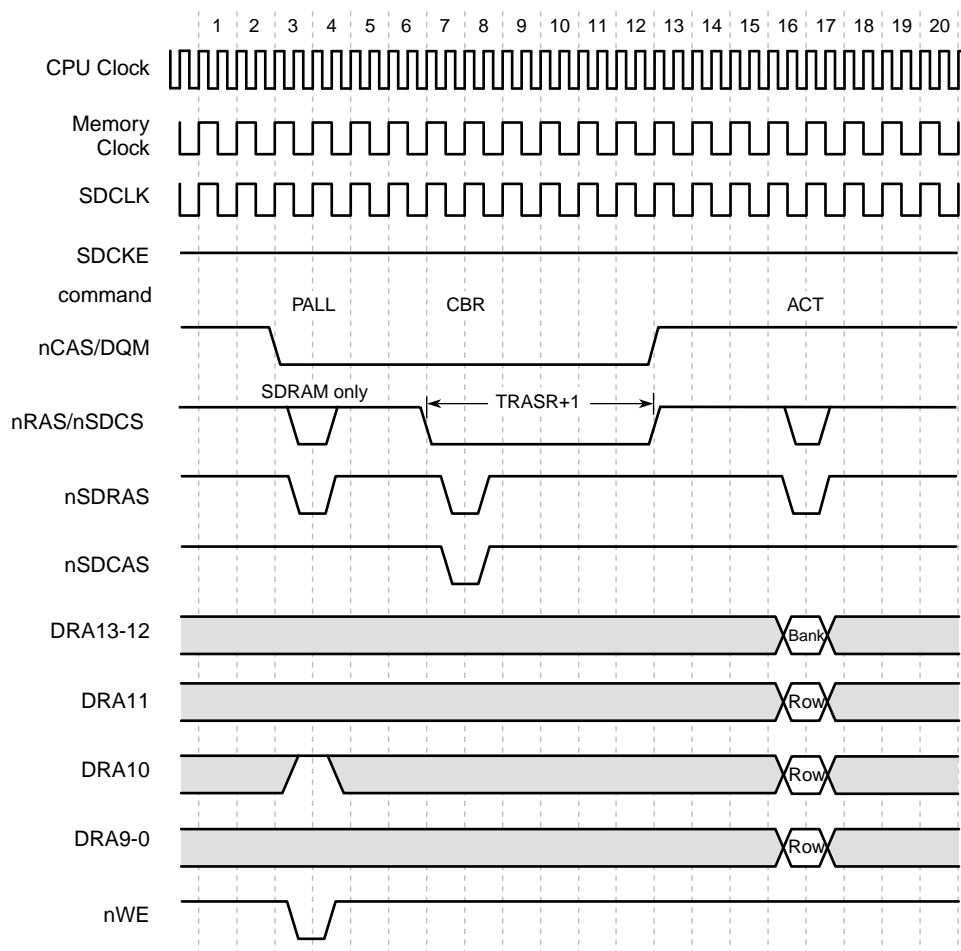 1 2 3 4 5 6 7 8 9 10 11 12 13 14 15 16 17 18 19 20
CPU Clock
Memory
Clock
SDCLK
SDCKE
command
PALL CBR ACT
nCAS/DQM
SDRAM only
TRASR+1
nRAS/nSDCS
nSDRAS
nSDCAS
DRA13-12
Bank
DRA11
Row
DRA10
Row
DRA9-0
Row
nWE